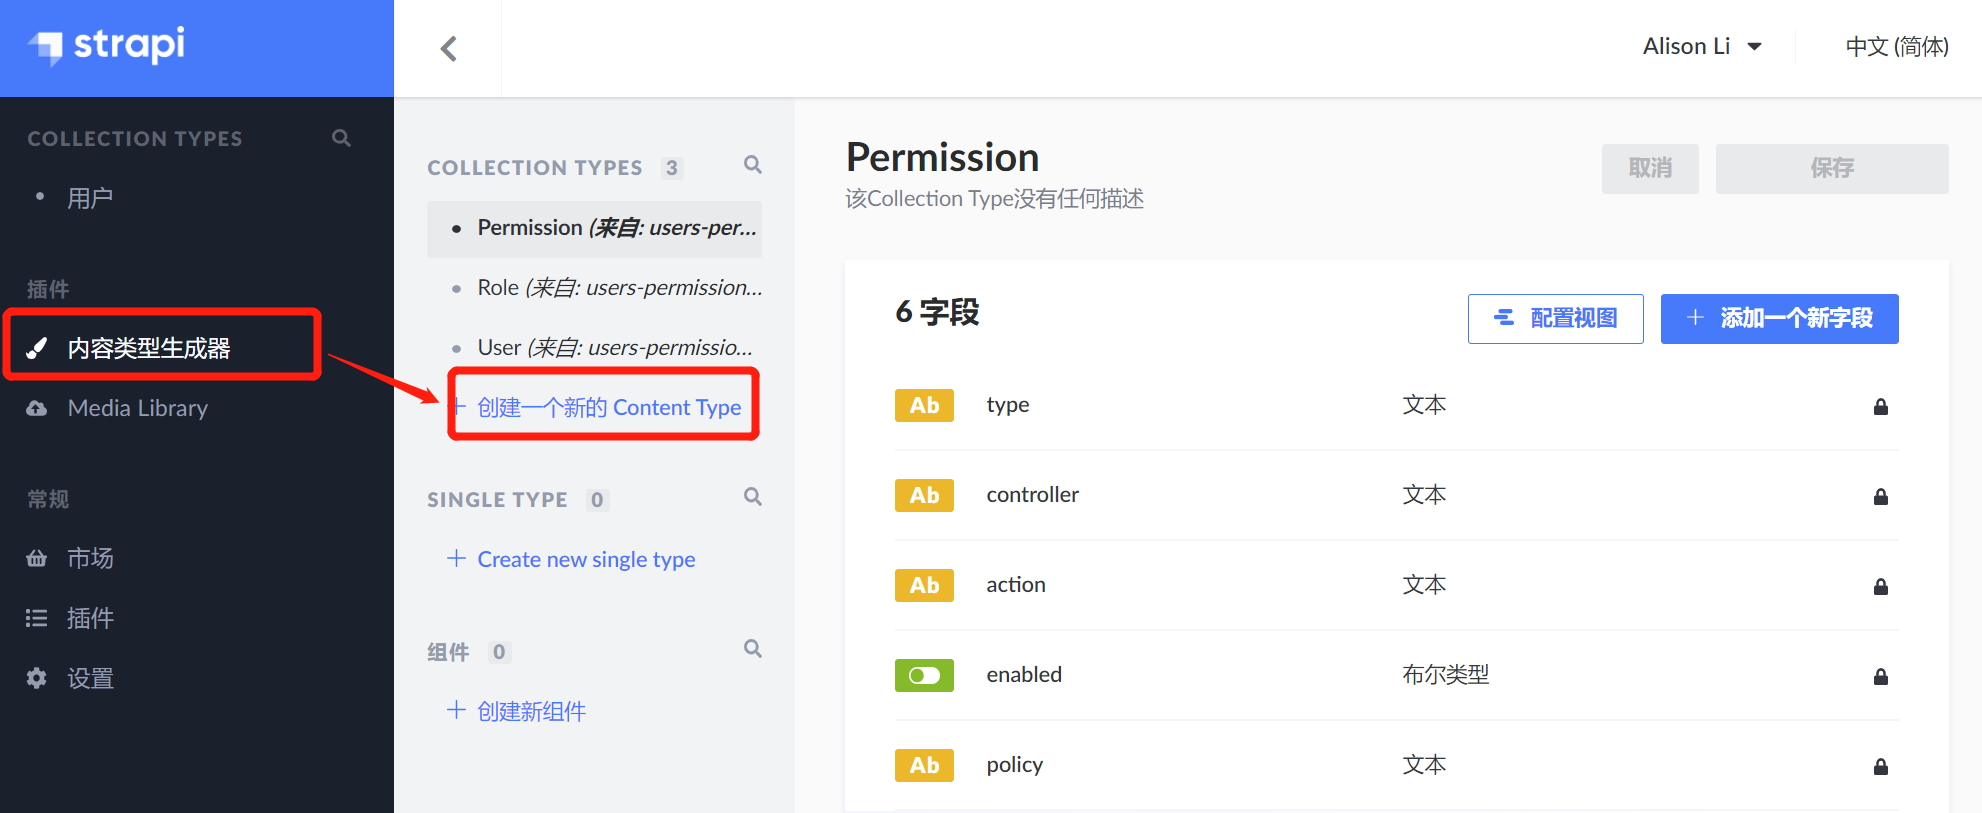 strapi
Alison Li
中文 (简体)
COLLECTION TYPES
用户
插件
内容类型生成器
Media Library
常规
市场
插件
设置
COLLECTION TYPES 3
Permission (来自: users-per...
Role (来自: users-permission...
User (来自: users-permissio...
创建一个新的 Content Type
SINGLE TYPE 0
Create new single type
组件 0
创建新组件
Permission
该Collection Type没有任何描述
取消
保存
6 字段
配置视图
添加一个新字段
Ab type 文本
Ab controller 文本
Ab action 文本
enabled 布尔类型
Ab policy 文本